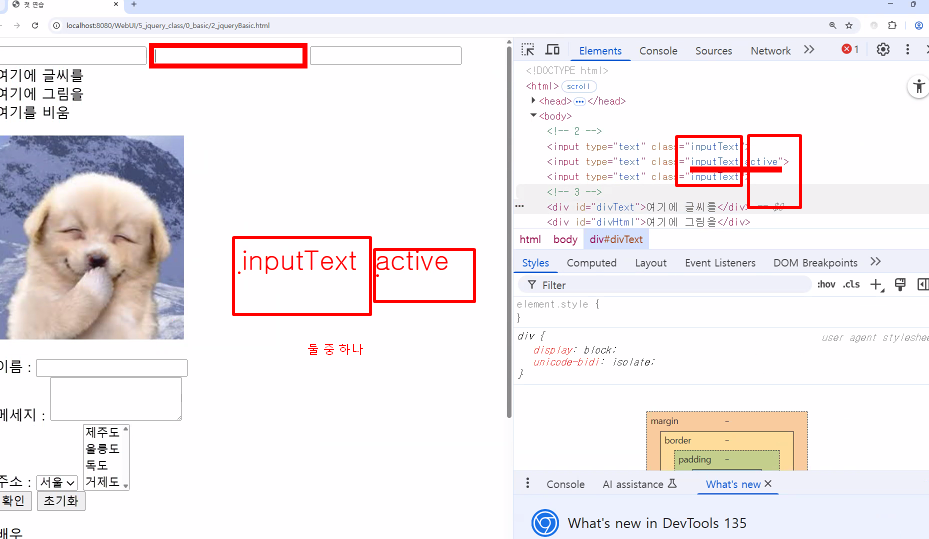 첫 연습
localhost:8080/WebUI/5_jquery_class/0_basic/2_jqueryBasic.html
여기에 글씨를
여기에 그림을
여기를 비움
.inputText .active
둘 중 하나
이름 :
메세지 :
제주도
울릉도
독도
거제도
주소 : 서울
확인 초기화
배우
Elements Console Sources Network 1
<!DOCTYPE html>
<html> scroll
<head> ⋯ </head>
<body>
<!-- 2 -->
<input type="text" class="inputText">
<input type="text" class="inputText active">
<input type="text" class="inputText">
<!-- 3 -->
<div id="divText">여기에 글씨를</div> == $0
<div id="divHtml">여기에 그림을</div>
html body div#divText
Styles Computed Layout Event Listeners DOM Breakpoints
Filter :hov .cls
element.style {
}
div { user agent styleshee
display: block;
unicode-bidi: isolate;
}
margin -
border -
padding -
Console AI assistance What's new
What's new in DevTools 135